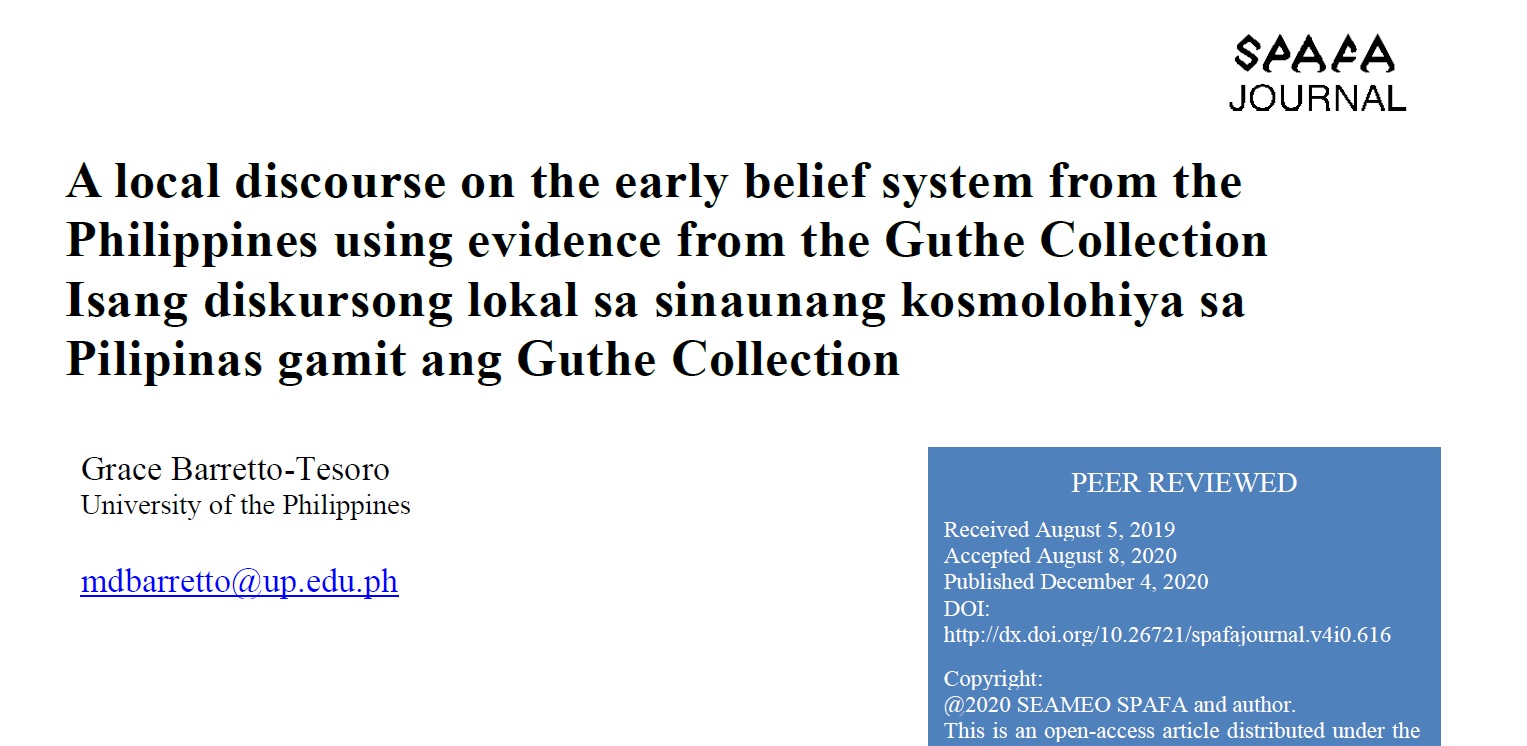 SPAFA
JOURNAL
A local discourse on the early belief system from the
Philippines using evidence from the Guthe Collection
Isang diskursong lokal sa sinaunang kosmolohiya sa
Pilipinas gamit ang Guthe Collection
Grace Barretto-Tesoro
University of the Philippines
mdbarretto@up.edu.ph
PEER REVIEWED
Received August 5, 2019
Accepted August 8, 2020
Published December 4, 2020
DOI:
http://dx.doi.org/10.26721/spafajournal.v4i0.616
Copyright:
@2020 SEAMEO SPAFA and author.
This is an open-access article distributed under the